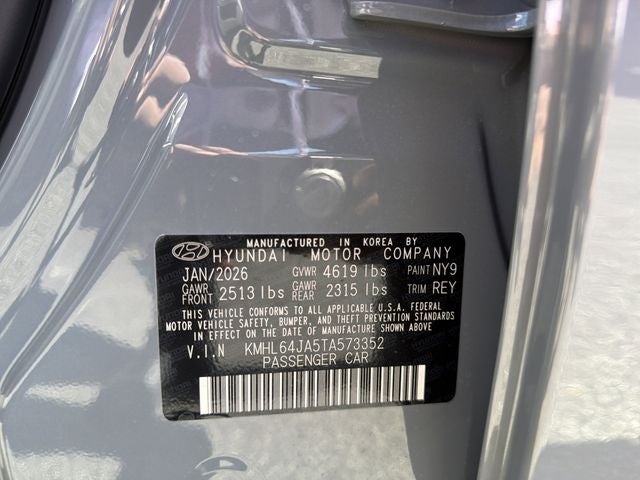 MANUFACTURED IN KOREA BY
HYUNDAI MOTOR COMPANY
JAN/2026 GVWR 4619 lbs PAINT NY9
GAWR FRONT 2513 lbs GAWR REAR 2315 lbs TRIM REY
THIS VEHICLE CONFORMS TO ALL APPLICABLE U.S.A. FEDERAL
MOTOR VEHICLE SAFETY, BUMPER, AND THEFT PREVENTION STANDARDS
IN EFFECT ON THE DATE OF MANUFACTURE SHOWN ABOVE.
V.I.N KMHL64JA5TA573352
PASSENGER CAR